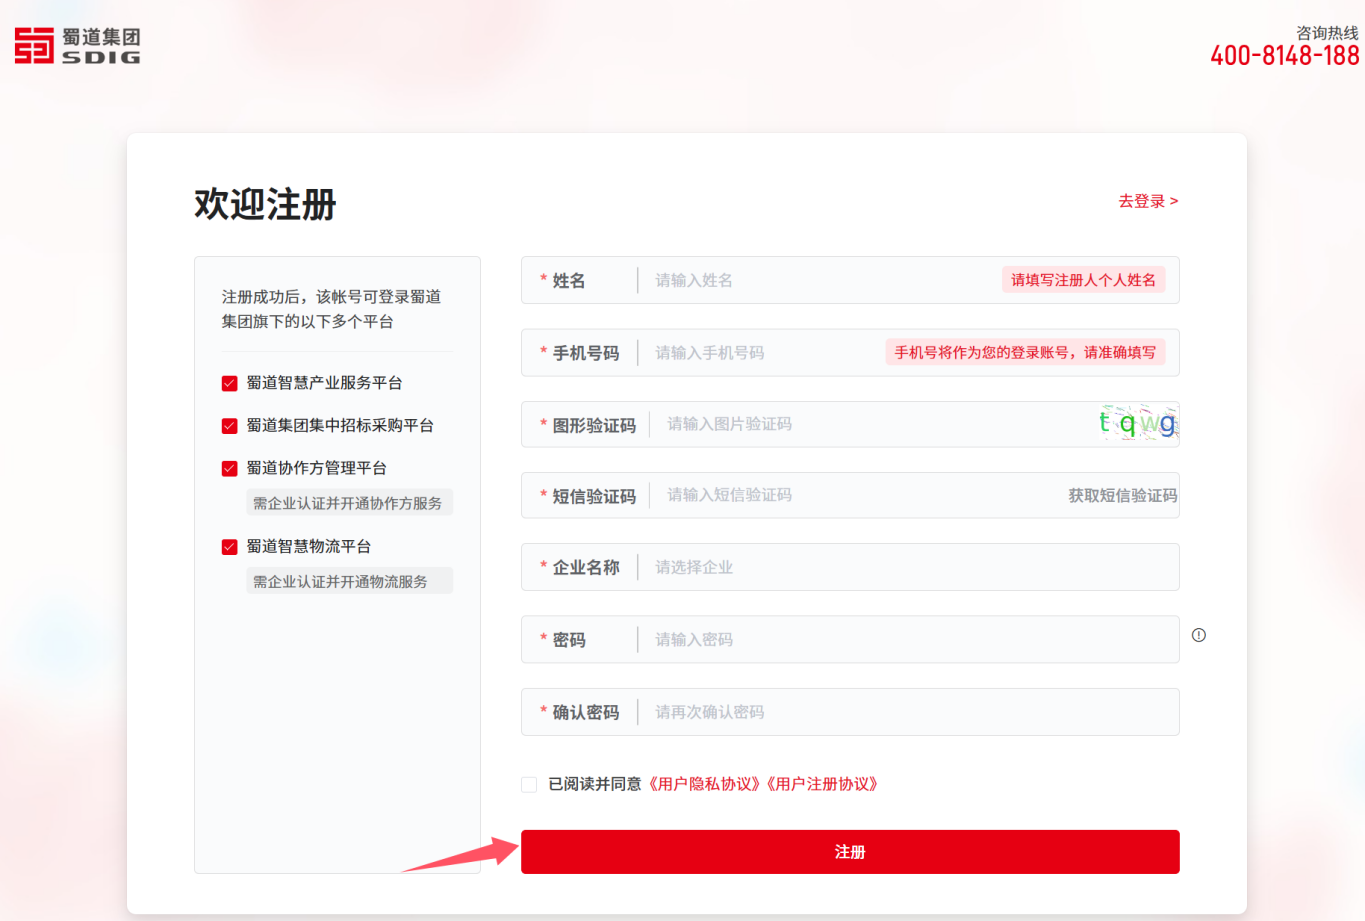 蜀道集团
SDIG
咨询热线
400-8148-188
欢迎注册
去登录 >
注册成功后，该帐号可登录蜀道
集团旗下的以下多个平台
蜀道智慧产业服务平台
蜀道集团集中招标采购平台
蜀道协作方管理平台
需企业认证并开通协作方服务
蜀道智慧物流平台
需企业认证并开通物流服务
* 姓名 请输入姓名 请填写注册人个人姓名
* 手机号码 请输入手机号码 手机号将作为您的登录账号，请准确填写
* 图形验证码 请输入图片验证码 tqwg
* 短信验证码 请输入短信验证码 获取短信验证码
* 企业名称 请选择企业
* 密码 请输入密码
* 确认密码 请再次确认密码
已阅读并同意《用户隐私协议》《用户注册协议》
注册